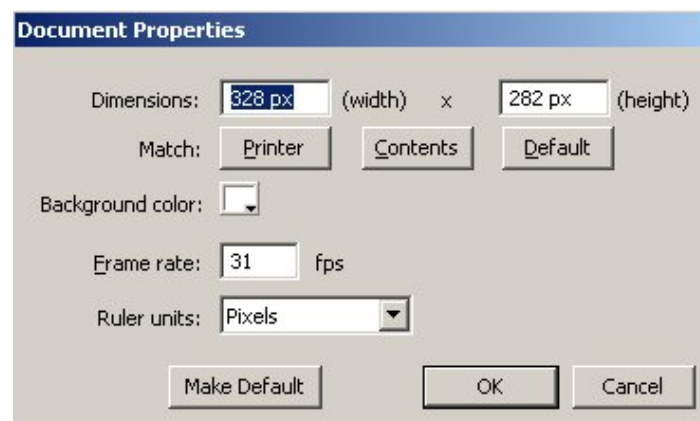 Document Properties
Dimensions: 328 px (width) x 282 px (height)
Match: Printer Contents Default
Background color:
Frame rate: 31 fps
Ruler units: Pixels
Make Default OK Cancel